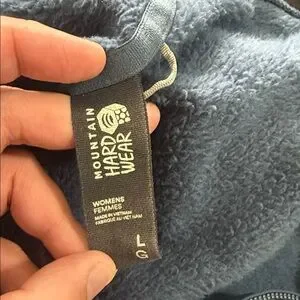 MOUNTAIN
HARD
WEAR
WOMENS
FEMMES
MADE IN VIETNAM
FABRIQUÉ AU VIET NAM
L
G